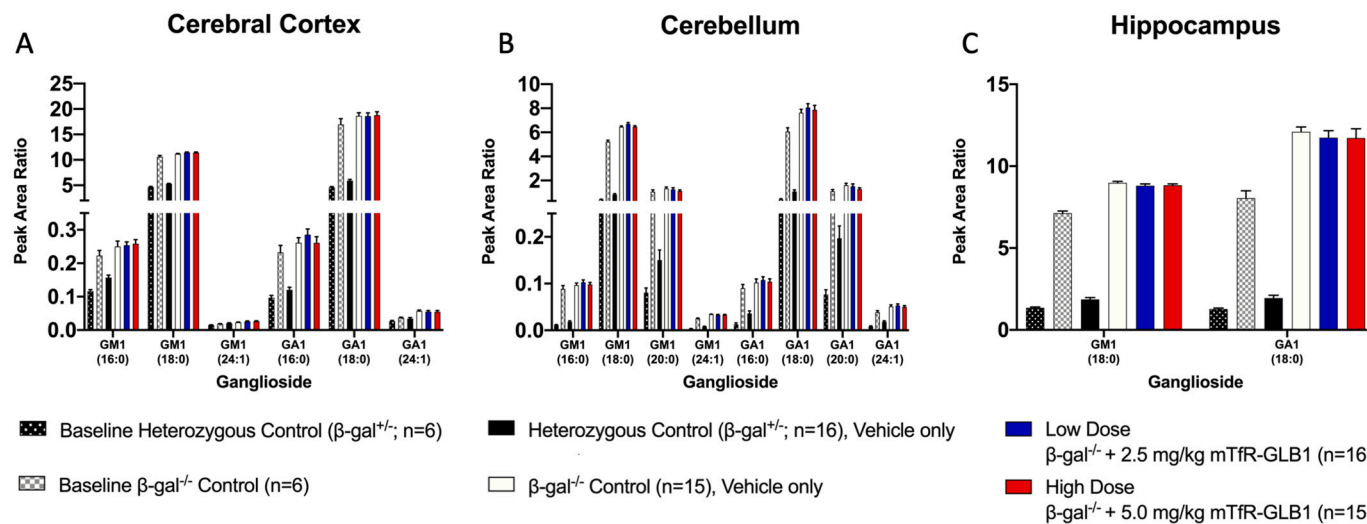 A
Cerebral Cortex
Peak Area Ratio
25
20
15
10
5
0.3
0.2
0.1
0.0
GM1 (16:0)
GM1 (18:0)
GM1 (24:1)
GA1 (16:0)
GA1 (18:0)
GA1 (24:1)
Ganglioside
B
Cerebellum
Peak Area Ratio
10
8
6
4
2
0.2
0.1
0.0
GM1 (16:0)
GM1 (18:0)
GM1 (20:0)
GM1 (24:1)
GA1 (16:0)
GA1 (18:0)
GA1 (20:0)
GA1 (24:1)
Ganglioside
C
Hippocampus
Peak Area Ratio
15
10
5
0
GM1 (18:0)
GA1 (18:0)
Ganglioside
Baseline Heterozygous Control (β-gal+/-; n=6)
Baseline β-gal-/- Control (n=6)
Heterozygous Control (β-gal+/-; n=16), Vehicle only
β-gal-/- Control (n=15), Vehicle only
Low Dose
β-gal-/- + 2.5 mg/kg mTfR-GLB1 (n=16
High Dose
β-gal-/- + 5.0 mg/kg mTfR-GLB1 (n=15